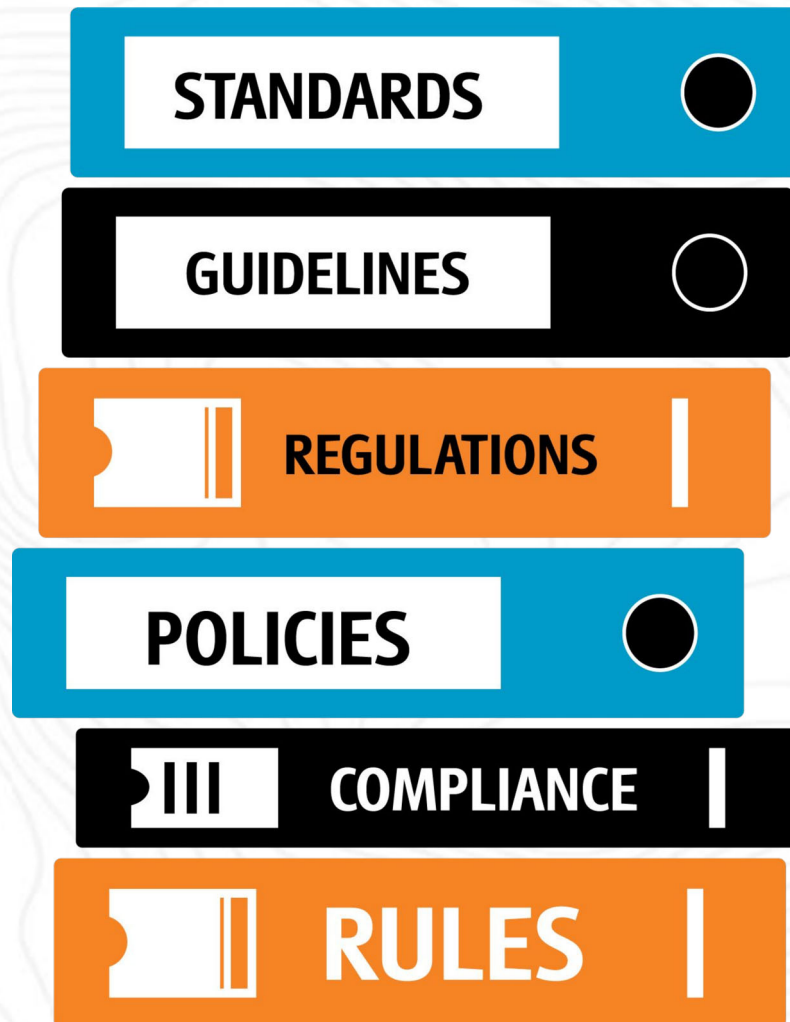 STANDARDS
GUIDELINES
REGULATIONS
POLICIES
COMPLIANCE
RULES